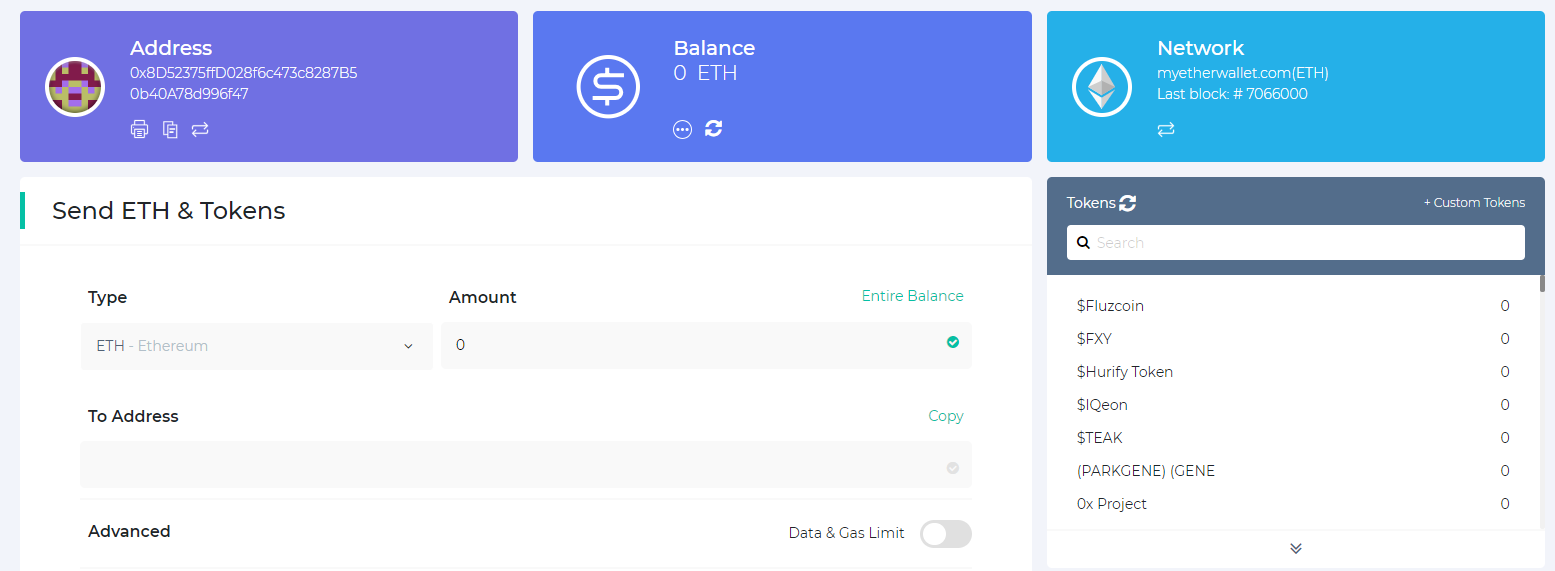 Address
0x8D52375ffD028f6c473c8287B5
0b40A78d996f47
Balance
0 ETH
Network
myetherwallet.com(ETH)
Last block: # 7066000
Send ETH & Tokens
Type
Amount
Entire Balance
ETH - Ethereum
0
To Address
Copy
Advanced
Data & Gas Limit
Tokens
+ Custom Tokens
Search
$Fluzcoin 0
$FXY 0
$Hurify Token 0
$IQeon 0
$TEAK 0
(PARKGENE) (GENE 0
0x Project 0